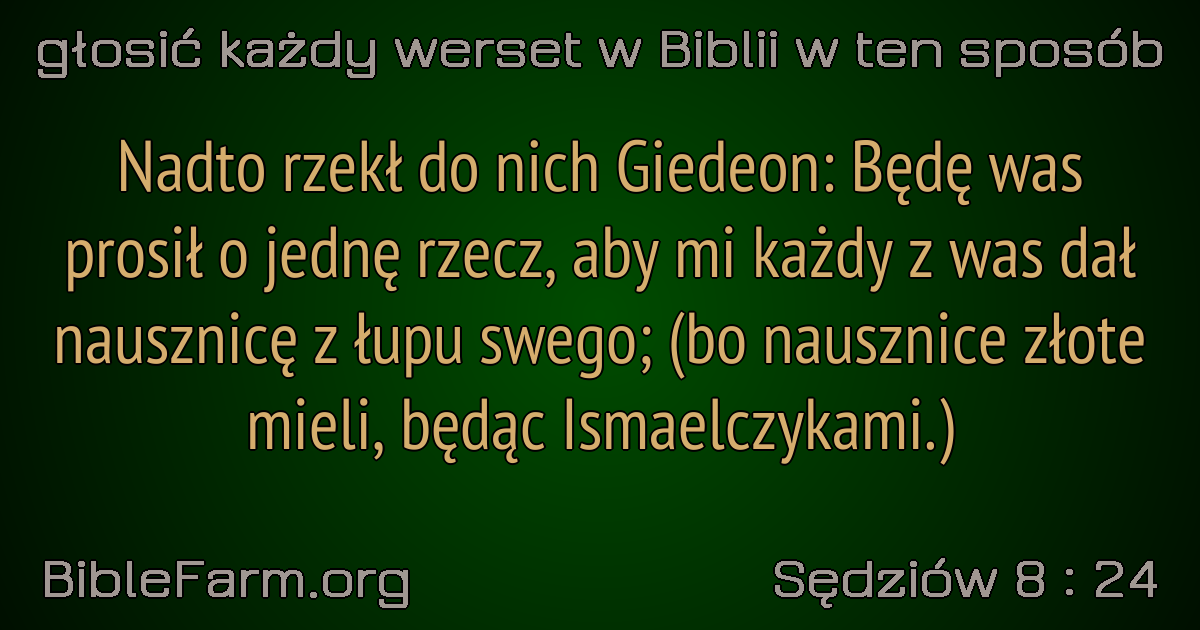 głosić każdy werset w Biblii w ten sposób
Nadto rzekł do nich Giedeon: Będę was
prosił o jednę rzecz, aby mi każdy z was dał
nausznicę z łupu swego; (bo nausznice złote
mieli, będąc Ismaelczykami.)
BibleFarm.org
Sędziów 8 : 24